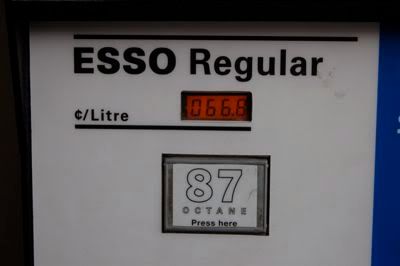 ESSO Regular
¢/Litre 066.8
87
OCTANE
Press here